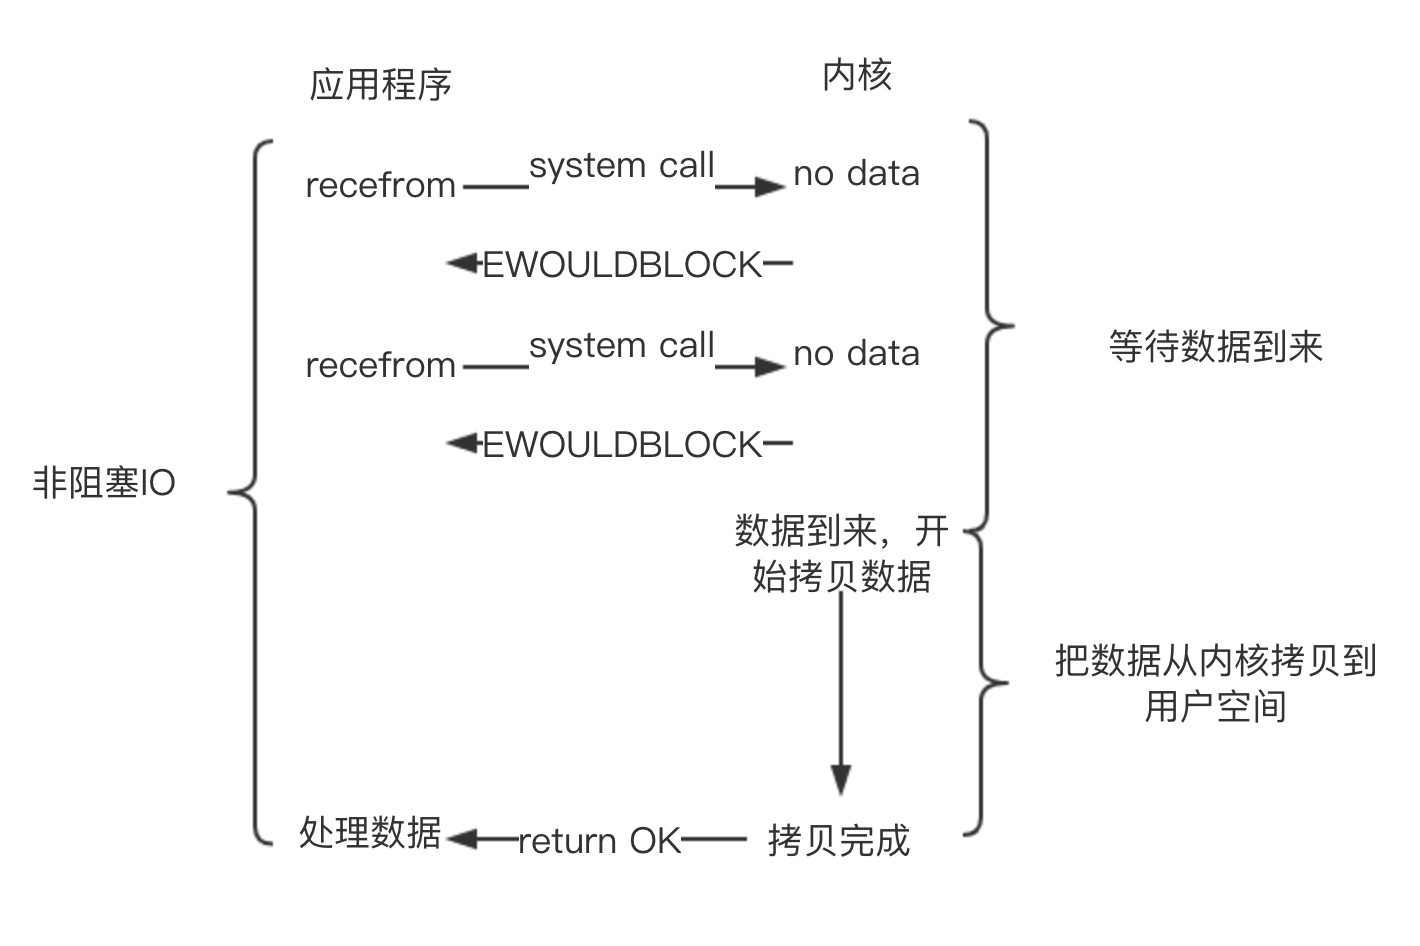 应用程序
内核
recefrom
system call
no data
EWOULDBLOCK
recefrom
system call
no data
EWOULDBLOCK
等待数据到来
非阻塞IO
数据到来，开
始拷贝数据
把数据从内核拷贝到
用户空间
处理数据
return OK
拷贝完成